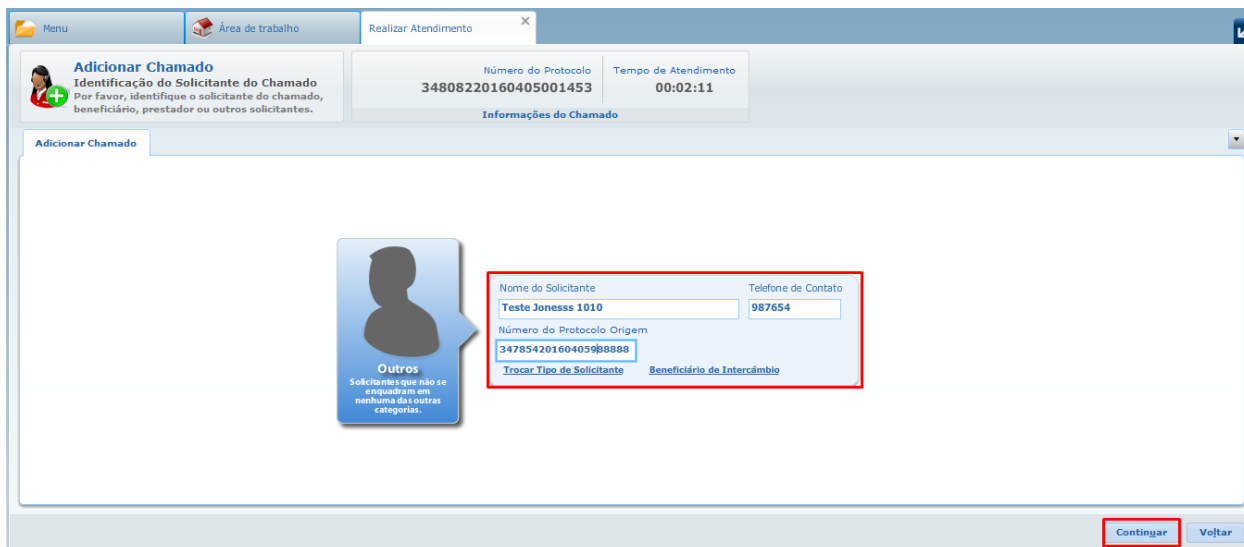 Menu
Área de trabalho
Realizar Atendimento
Adicionar Chamado
Identificação do Solicitante do Chamado
Por favor, identifique o solicitante do chamado,
beneficiário, prestador ou outros solicitantes.
Número do Protocolo
34808220160405001453
Tempo de Atendimento
00:02:11
Informações do Chamado
Adicionar Chamado
Outros
Solicitantes que não se
enquadram em
nenhuma das outras
categorias.
Nome do Solicitante
Telefone de Contato
Teste Jonesss 1010
987654
Número do Protocolo Origem
34785420160405988888
Trocar Tipo de Solicitante
Beneficiário de Intercámbio
Continuar
Voltar